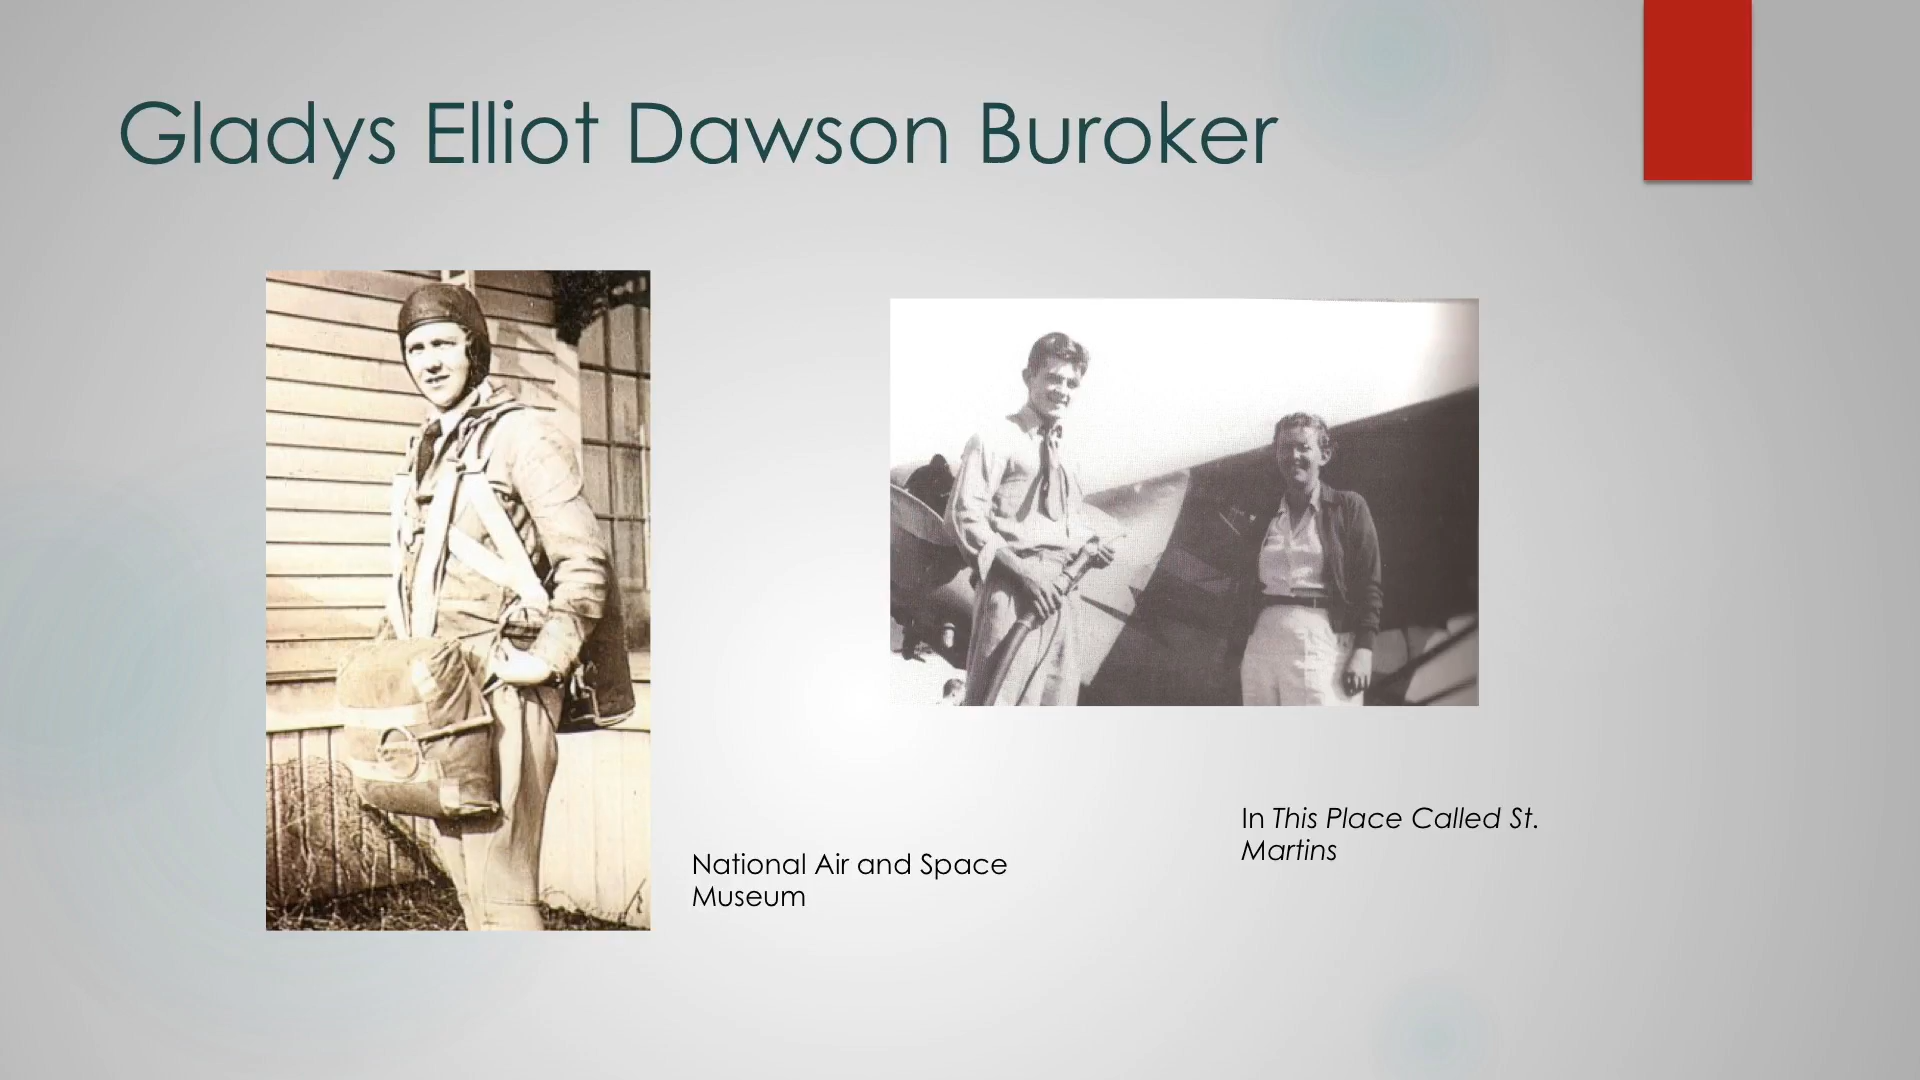 Gladys Elliot Dawson Buroker
National Air and Space
Museum
In This Place Called St.
Martins